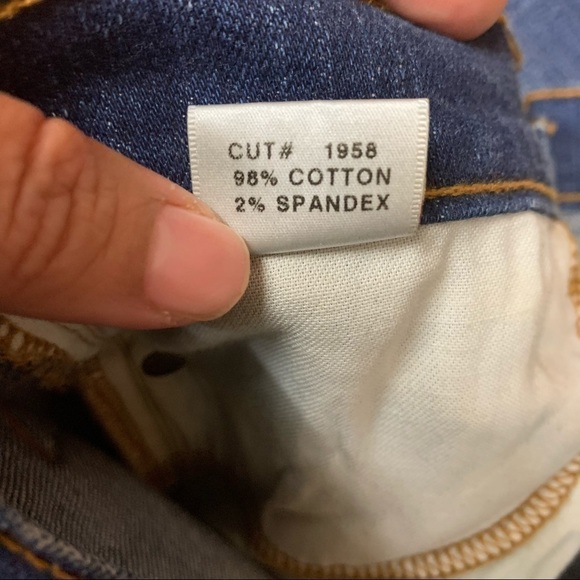 CUT# 1958
98% COTTON
2% SPANDEX